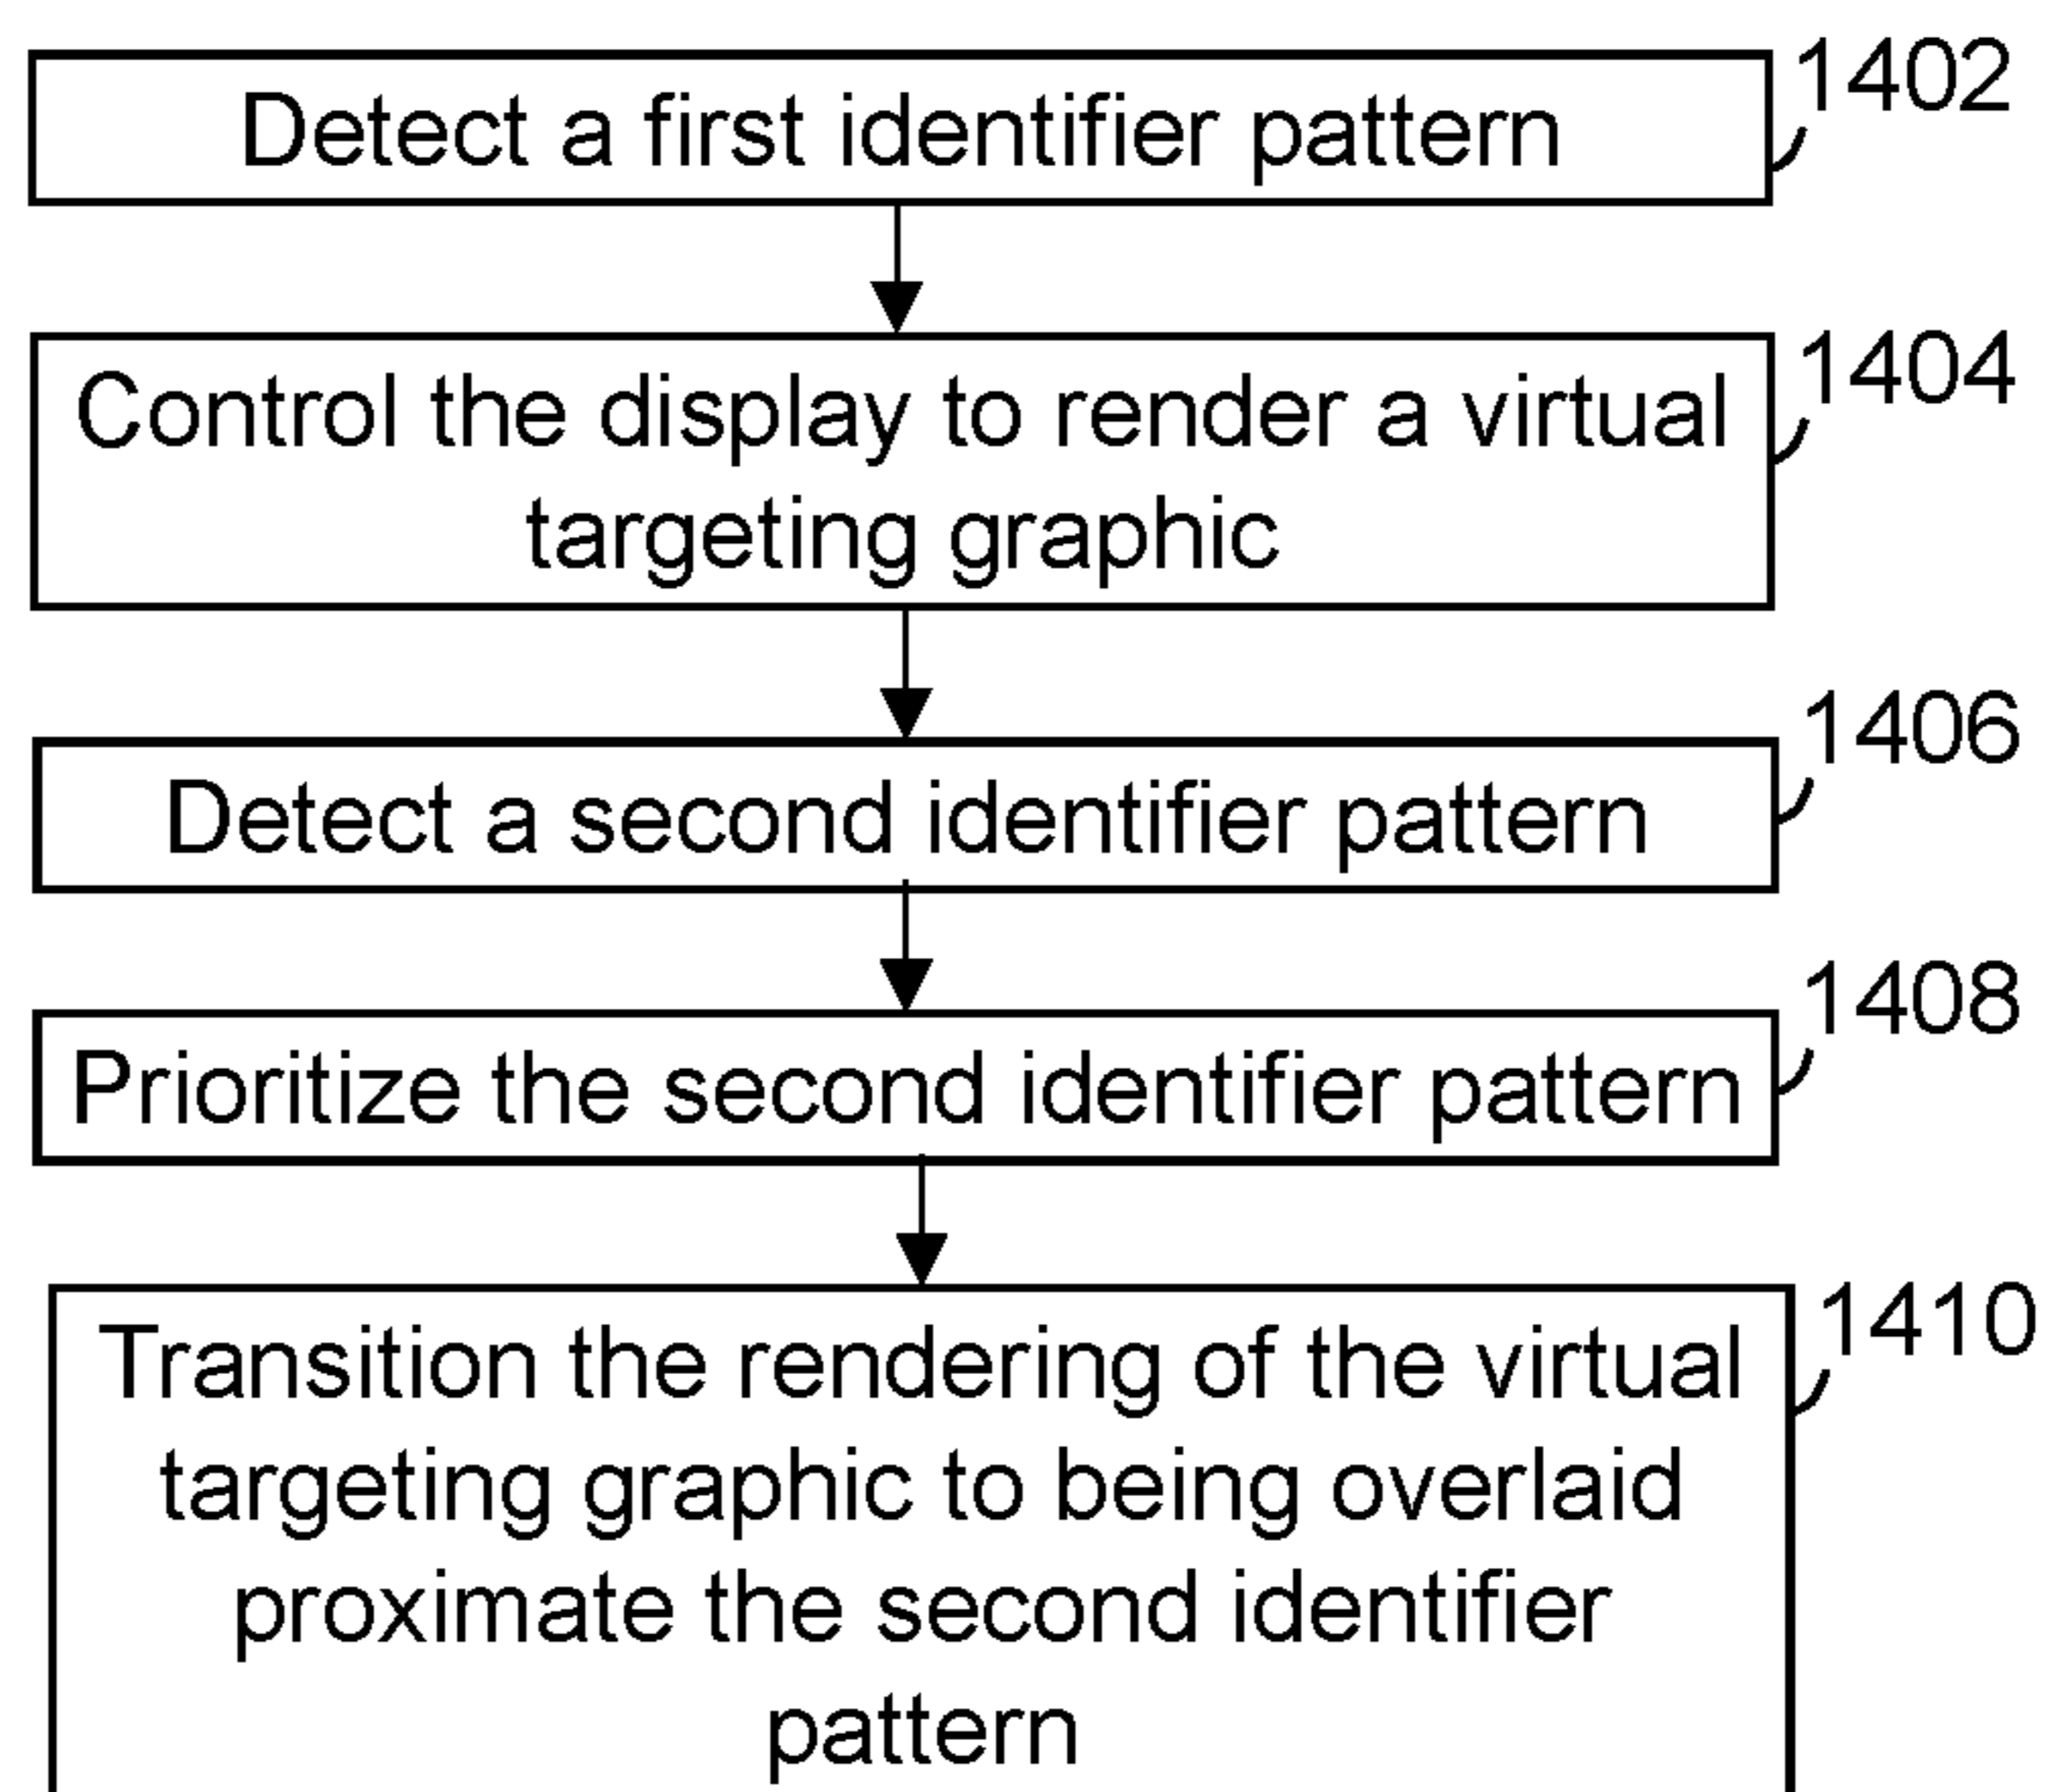 1402
Detect a first identifier pattern
1404
Control the display to render a virtual
targeting graphic
1406
Detect a second identifier pattern
1408
Prioritize the second identifier pattern
1410
Transition the rendering of the virtual
targeting graphic to being overlaid
proximate the second identifier
pattern